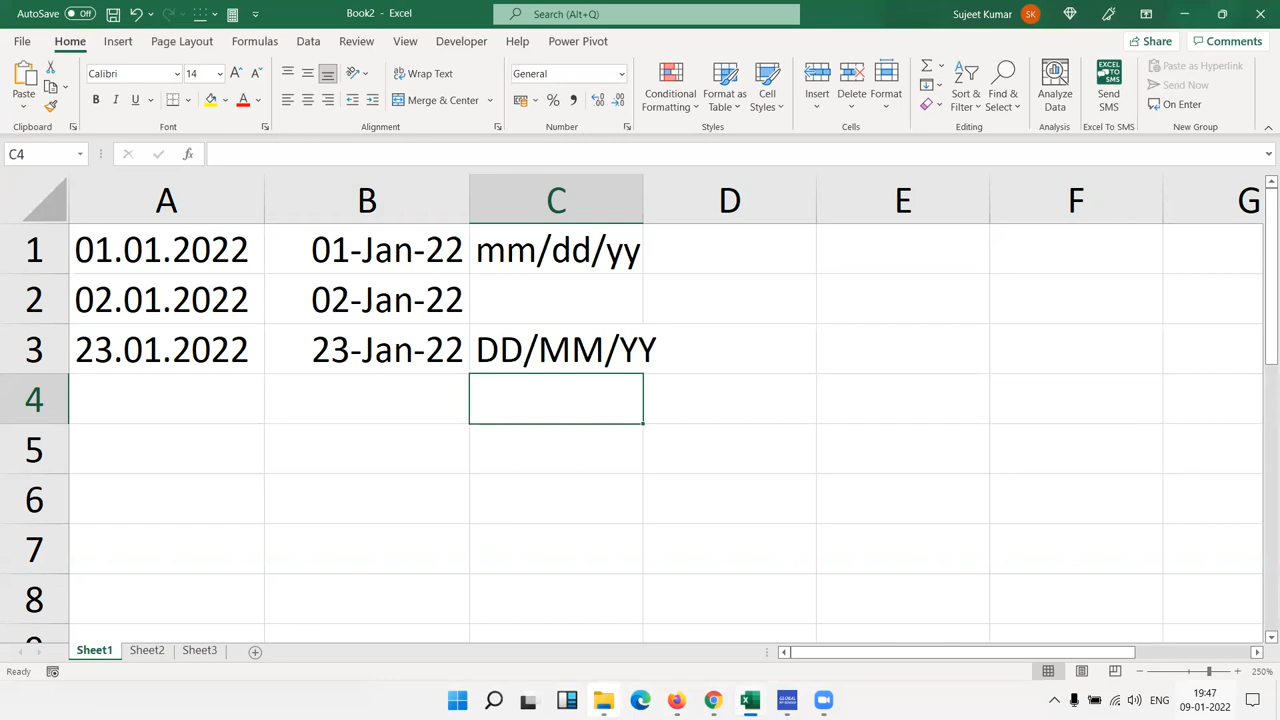 AutoSave Off Book2 - Excel Search (Alt+Q) Sujeet Kumar SK
File Home Insert Page Layout Formulas Data Review View Developer Help Power Pivot Share Comments
Paste Calibri 14 Wrap Text General Conditional Formatting Format as Table Cell Styles Insert Delete Format Sort & Filter Find & Select Analyze Data Send SMS Paste as Hyperlink
B I U A Merge & Center % Send Now
On Enter
Clipboard Font Alignment Number Styles Cells Editing Analysis Excel To SMS New Group
C4 fx
A B C D E F G
1 01.01.2022 01-Jan-22 mm/dd/yy
2 02.01.2022 02-Jan-22
3 23.01.2022 23-Jan-22 DD/MM/YY
4
5
6
7
8
9
Sheet1 Sheet2 Sheet3
Ready 250%
ENG 19:47
09-01-2022